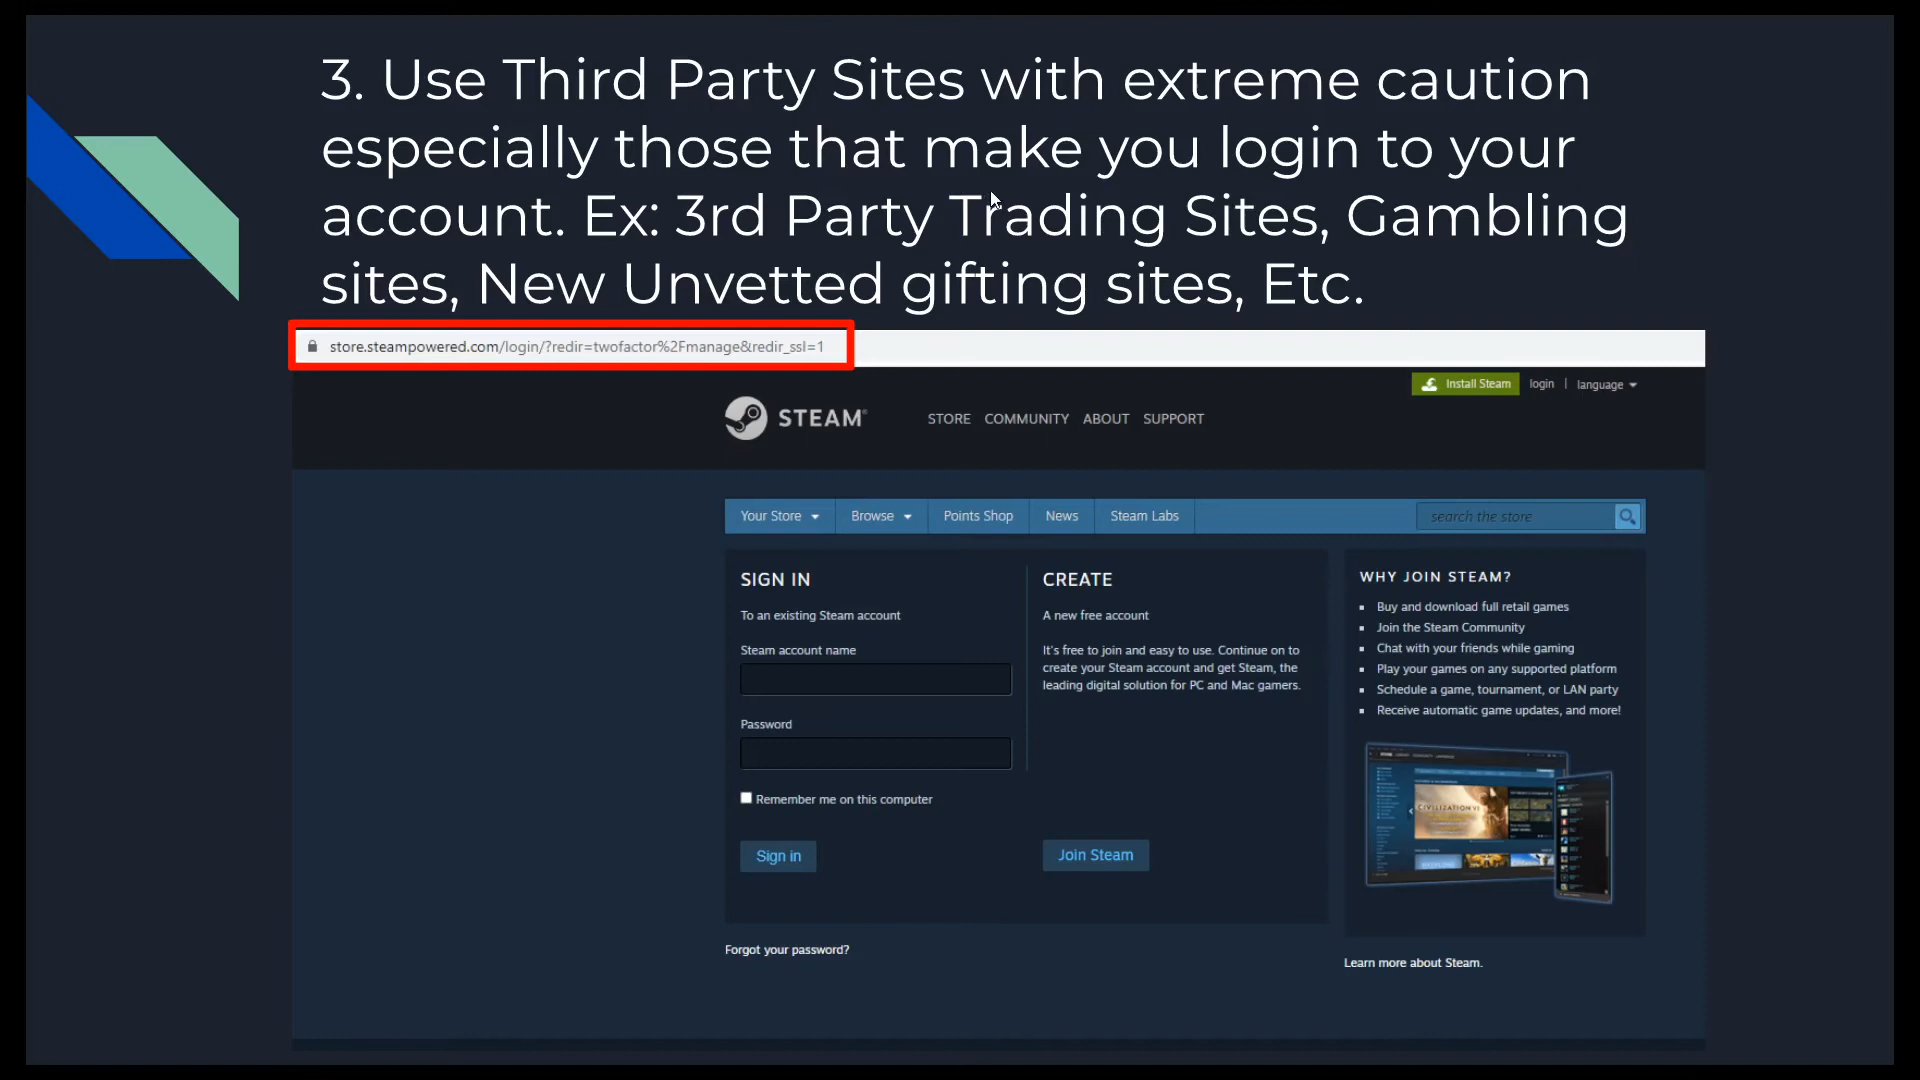 3. Use Third Party Sites with extreme caution
especially those that make you login to your
account. Ex: 3rd Party Trading Sites, Gambling
sites, New Unvetted gifting sites, Etc.
store.steampowered.com/login/?redir=twofactor%2Fmanage&redir_ssl=1
Install Steam login | language
STEAM® STORE COMMUNITY ABOUT SUPPORT
Your Store Browse Points Shop News Steam Labs search the store
SIGN IN
To an existing Steam account
Steam account name
Password
Remember me on this computer
Sign in
CREATE
A new free account
It's free to join and easy to use. Continue on to
create your Steam account and get Steam, the
leading digital solution for PC and Mac gamers.
Join Steam
WHY JOIN STEAM?
Buy and download full retail games
Join the Steam Community
Chat with your friends while gaming
Play your games on any supported platform
Schedule a game, tournament, or LAN party
Receive automatic game updates, and more!
CIVILIZATION VI
Forgot your password?
Learn more about Steam.